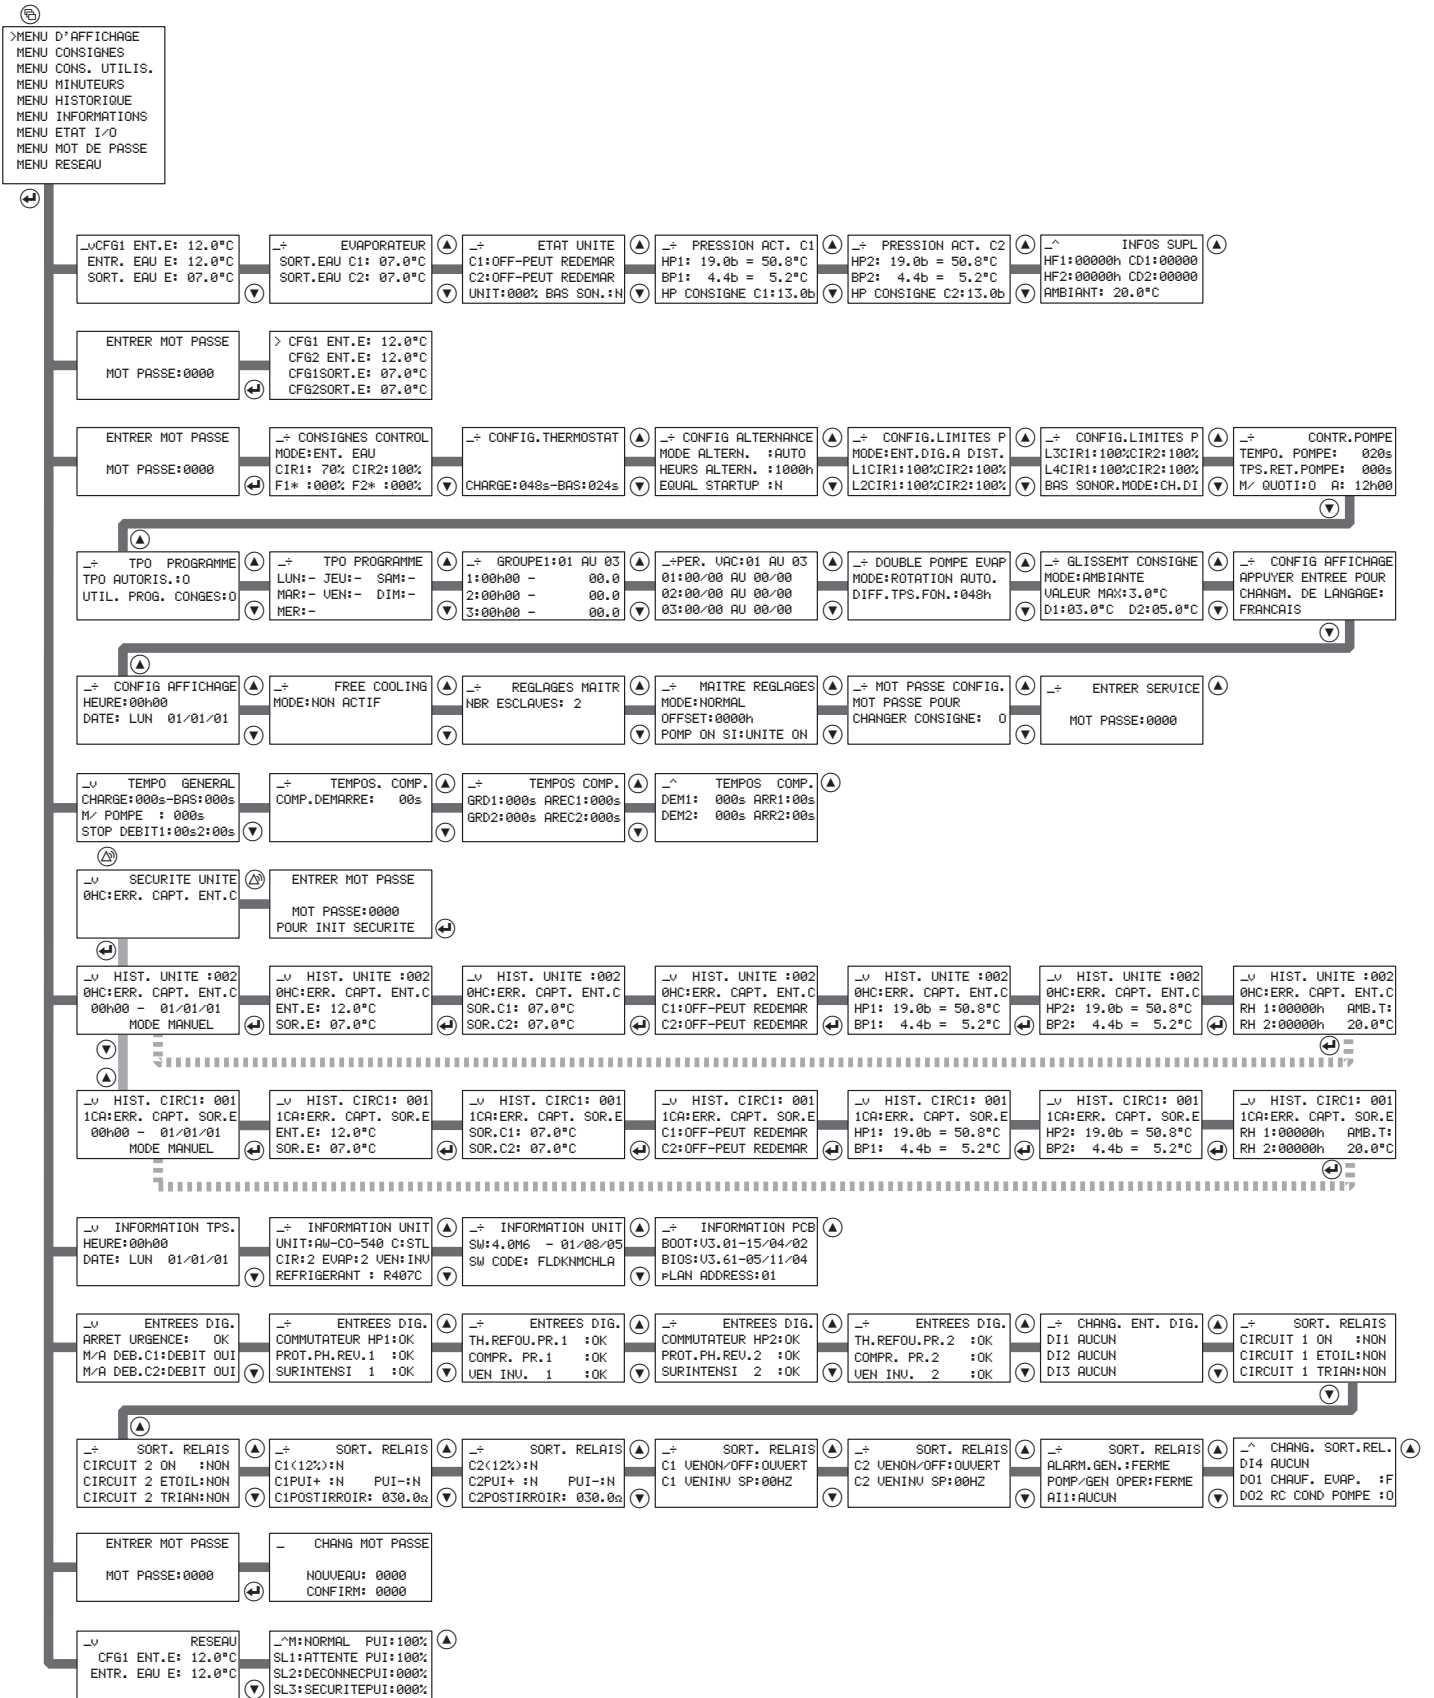 >MENU D'AFFICHAGE
MENU CONSIGNES
MENU CONS. UTILIS.
MENU MINUTEURS
MENU HISTORIQUE
MENU INFORMATIONS
MENU ETAT I/O
MENU MOT DE PASSE
MENU RESEAU
_vCFG1 ENT.E: 12.0°C
ENTR. EAU E: 12.0°C
SORT. EAU E: 07.0°C
_÷ EVAPORATEUR
SORT.EAU C1: 07.0°C
SORT.EAU C2: 07.0°C
_÷ ETAT UNITE
C1:OFF-PEUT REDEMAR
C2:OFF-PEUT REDEMAR
UNIT:000% BAS SON.:N
_÷ PRESSION ACT. C1
HP1: 19.0b = 50.8°C
BP1: 4.4b = 5.2°C
HP CONSIGNE C1:13.0b
_÷ PRESSION ACT. C2
HP2: 19.0b = 50.8°C
BP2: 4.4b = 5.2°C
HP CONSIGNE C2:13.0b
_^ INFOS SUPL
HF1:00000h CD1:00000
HF2:00000h CD2:00000
AMBIANT: 20.0°C
ENTRER MOT PASSE
MOT PASSE:0000
> CFG1 ENT.E: 12.0°C
CFG2 ENT.E: 12.0°C
CFG1SORT.E: 07.0°C
CFG2SORT.E: 07.0°C
ENTRER MOT PASSE
MOT PASSE:0000
_÷ CONSIGNES CONTROL
MODE:ENT. EAU
CIR1: 70% CIR2:100%
F1* :000% F2* :000%
_÷ CONFIG.THERMOSTAT
CHARGE:048s-BAS:024s
_÷ CONFIG ALTERNANCE
MODE ALTERN. :AUTO
HEURS ALTERN. :1000h
EQUAL STARTUP :N
_÷ CONFIG.LIMITES P
MODE:ENT.DIG.A DIST.
L1CIR1:100%CIR2:100%
L2CIR1:100%CIR2:100%
_÷ CONFIG.LIMITES P
L3CIR1:100%CIR2:100%
L4CIR1:100%CIR2:100%
BAS SONOR.MODE:CH.DI
_÷ CONTR.POMPE
TEMPO. POMPE: 020s
TPS.RET.POMPE: 000s
M/ QUOTI:O A: 12h00
_÷ TPO PROGRAMME
TPO AUTORIS.:O
UTIL. PROG. CONGES:O
_÷ TPO PROGRAMME
LUN:- JEU:- SAM:-
MAR:- VEN:- DIM:-
MER:-
_÷ GROUPE1:01 AU 03
1:00h00 - 00.0
2:00h00 - 00.0
3:00h00 - 00.0
_÷PER. VAC:01 AU 03
01:00/00 AU 00/00
02:00/00 AU 00/00
03:00/00 AU 00/00
_÷ DOUBLE POMPE EVAP
MODE:ROTATION AUTO.
DIFF.TPS.FON.:048h
_÷ GLISSEMT CONSIGNE
MODE:AMBIANTE
VALEUR MAX:3.0°C
D1:03.0°C D2:05.0°C
_÷ CONFIG AFFICHAGE
APPUYER ENTREE POUR
CHANGM. DE LANGAGE:
FRANCAIS
_÷ CONFIG AFFICHAGE
HEURE:00h00
DATE: LUN 01/01/01
_÷ FREE COOLING
MODE:NON ACTIF
_÷ REGLAGES MAITR
NBR ESCLAVES: 2
_÷ MAITRE REGLAGES
MODE:NORMAL
OFFSET:0000h
POMP ON SI:UNITE ON
_÷ MOT PASSE CONFIG.
MOT PASSE POUR
CHANGER CONSIGNE: O
_÷ ENTRER SERVICE
MOT PASSE:0000
_v TEMPO GENERAL
CHARGE:000s-BAS:000s
M/ POMPE : 000s
STOP DEBIT1:00s2:00s
_÷ TEMPOS. COMP.
COMP.DEMARRE: 00s
_÷ TEMPOS COMP.
GRD1:000s AREC1:000s
GRD2:000s AREC2:000s
_^ TEMPOS COMP.
DEM1: 000s ARR1:00s
DEM2: 000s ARR2:00s
_v SECURITE UNITE
0HC:ERR. CAPT. ENT.C
ENTRER MOT PASSE
MOT PASSE:0000
POUR INIT SECURITE
_v HIST. UNITE :002
0HC:ERR. CAPT. ENT.C
00h00 - 01/01/01
MODE MANUEL
_v HIST. UNITE :002
0HC:ERR. CAPT. ENT.C
ENT.E: 12.0°C
SOR.E: 07.0°C
_v HIST. UNITE :002
0HC:ERR. CAPT. ENT.C
SOR.C1: 07.0°C
SOR.C2: 07.0°C
_v HIST. UNITE :002
0HC:ERR. CAPT. ENT.C
C1:OFF-PEUT REDEMAR
C2:OFF-PEUT REDEMAR
_v HIST. UNITE :002
0HC:ERR. CAPT. ENT.C
HP1: 19.0b = 50.8°C
BP1: 4.4b = 5.2°C
_v HIST. UNITE :002
0HC:ERR. CAPT. ENT.C
HP2: 19.0b = 50.8°C
BP2: 4.4b = 5.2°C
_v HIST. UNITE :002
0HC:ERR. CAPT. ENT.C
RH 1:00000h AMB.T:
RH 2:00000h 20.0°C
_v HIST. CIRC1: 001
1CA:ERR. CAPT. SOR.E
00h00 - 01/01/01
MODE MANUEL
_v HIST. CIRC1: 001
1CA:ERR. CAPT. SOR.E
ENT.E: 12.0°C
SOR.E: 07.0°C
_v HIST. CIRC1: 001
1CA:ERR. CAPT. SOR.E
SOR.C1: 07.0°C
SOR.C2: 07.0°C
_v HIST. CIRC1: 001
1CA:ERR. CAPT. SOR.E
C1:OFF-PEUT REDEMAR
C2:OFF-PEUT REDEMAR
_v HIST. CIRC1: 001
1CA:ERR. CAPT. SOR.E
HP1: 19.0b = 50.8°C
BP1: 4.4b = 5.2°C
_v HIST. CIRC1: 001
1CA:ERR. CAPT. SOR.E
HP2: 19.0b = 50.8°C
BP2: 4.4b = 5.2°C
_v HIST. CIRC1: 001
1CA:ERR. CAPT. SOR.E
RH 1:00000h AMB.T:
RH 2:00000h 20.0°C
_v INFORMATION TPS.
HEURE:00h00
DATE: LUN 01/01/01
_÷ INFORMATION UNIT
UNIT:AW-CO-540 C:STL
CIR:2 EVAP:2 VEN:INV
REFRIGERANT : R407C
_÷ INFORMATION UNIT
SW:4.0M6 - 01/08/05
SW CODE: FLDKNMCHLA
_÷ INFORMATION PCB
BOOT:V3.01-15/04/02
BIOS:V3.61-05/11/04
pLAN ADDRESS:01
_v ENTREES DIG.
ARRET URGENCE: OK
M/A DEB.C1:DEBIT OUI
M/A DEB.C2:DEBIT OUI
_÷ ENTREES DIG.
COMMUTATEUR HP1:OK
PROT.PH.REV.1 :OK
SURINTENSI 1 :OK
_÷ ENTREES DIG.
TH.REFOU.PR.1 :OK
COMPR. PR.1 :OK
VEN INV. 1 :OK
_÷ ENTREES DIG.
COMMUTATEUR HP2:OK
PROT.PH.REV.2 :OK
SURINTENSI 2 :OK
_÷ ENTREES DIG.
TH.REFOU.PR.2 :OK
COMPR. PR.2 :OK
VEN INV. 2 :OK
_÷ CHANG. ENT. DIG.
DI1 AUCUN
DI2 AUCUN
DI3 AUCUN
_÷ SORT. RELAIS
CIRCUIT 1 ON :NON
CIRCUIT 1 ETOIL:NON
CIRCUIT 1 TRIAN:NON
_÷ SORT. RELAIS
CIRCUIT 2 ON :NON
CIRCUIT 2 ETOIL:NON
CIRCUIT 2 TRIAN:NON
_÷ SORT. RELAIS
C1(12%):N
C1PUI+ :N PUI-:N
C1POSTIRROIR: 030.0Ω
_÷ SORT. RELAIS
C2(12%):N
C2PUI+ :N PUI-:N
C2POSTIRROIR: 030.0Ω
_÷ SORT. RELAIS
C1 VENON/OFF:OUVERT
C1 VENINV SP:00HZ
_÷ SORT. RELAIS
C2 VENON/OFF:OUVERT
C2 VENINV SP:00HZ
_÷ SORT. RELAIS
ALARM.GEN.:FERME
POMP/GEN OPER:FERME
AI1:AUCUN
_^ CHANG. SORT.REL.
DI4 AUCUN
DO1 CHAUF. EVAP. :F
DO2 RC COND POMPE :O
ENTRER MOT PASSE
MOT PASSE:0000
_ CHANG MOT PASSE
NOUVEAU: 0000
CONFIRM: 0000
_v RESEAU
CFG1 ENT.E: 12.0°C
ENTR. EAU E: 12.0°C
_^M:NORMAL PUI:100%
SL1:ATTENTE PUI:100%
SL2:DECONNECPUI:000%
SL3:SECURITEPUI:000%